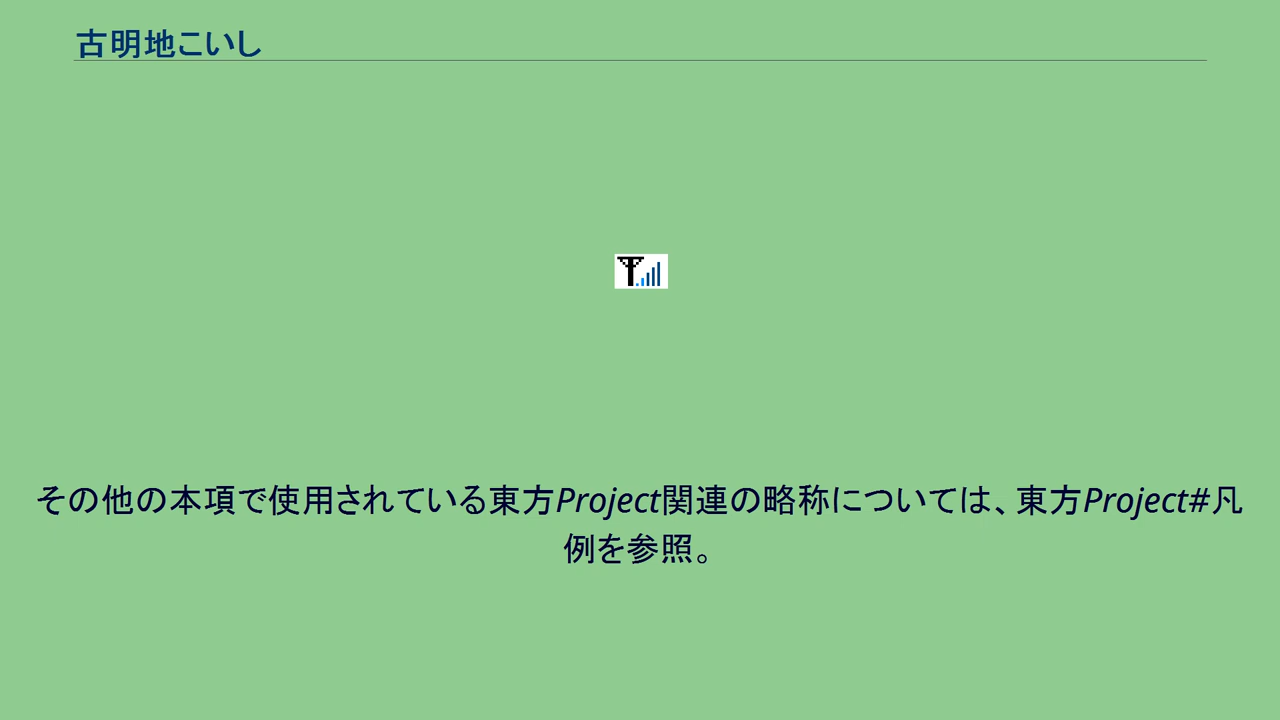 古明地こいし
その他の本項で使用されている東方Project関連の略称については、東方Project#凡
例を参照。